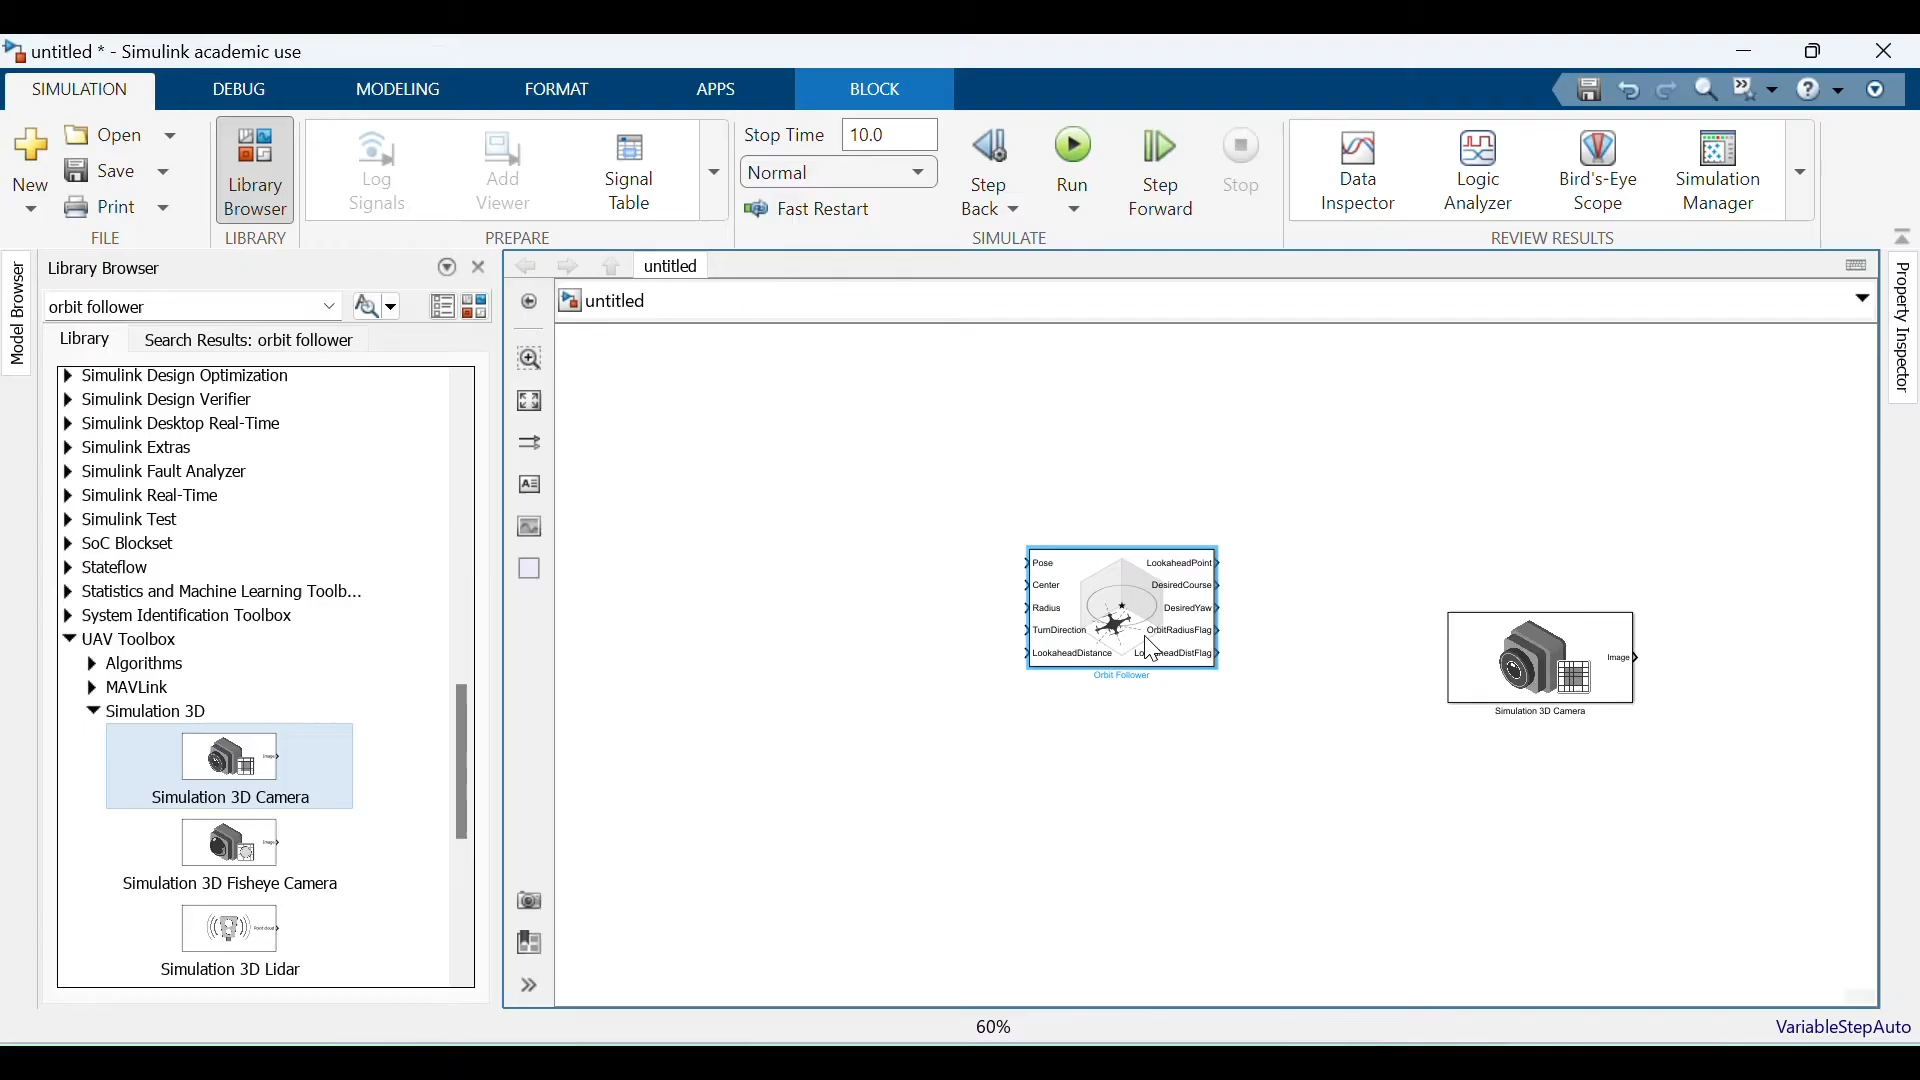 untitled * - Simulink academic use
SIMULATION DEBUG MODELING FORMAT APPS BLOCK
New
Open
Save
Print
FILE
Library Browser
LIBRARY
Log Signals
Add Viewer
Signal Table
PREPARE
Stop Time 10.0
Normal
Fast Restart
Step Back
Run
Step Forward
Stop
SIMULATE
Data Inspector
Logic Analyzer
Bird's-Eye Scope
Simulation Manager
REVIEW RESULTS
Model Browser
Library Browser
orbit follower
Library Search Results: orbit follower
Simulink Design Optimization
Simulink Design Verifier
Simulink Desktop Real-Time
Simulink Extras
Simulink Fault Analyzer
Simulink Real-Time
Simulink Test
SoC Blockset
Stateflow
Statistics and Machine Learning Toolb...
System Identification Toolbox
UAV Toolbox
Algorithms
MAVLink
Simulation 3D
Image
Simulation 3D Camera
Image
Simulation 3D Fisheye Camera
Point cloud
Simulation 3D Lidar
untitled
untitled
Pose LookaheadPoint
Center DesiredCourse
Radius DesiredYaw
TurnDirection OrbitRadiusFlag
LookaheadDistance
Orbit Follower
Image
Simulation 3D Camera
Property Inspector
60%
VariableStepAuto